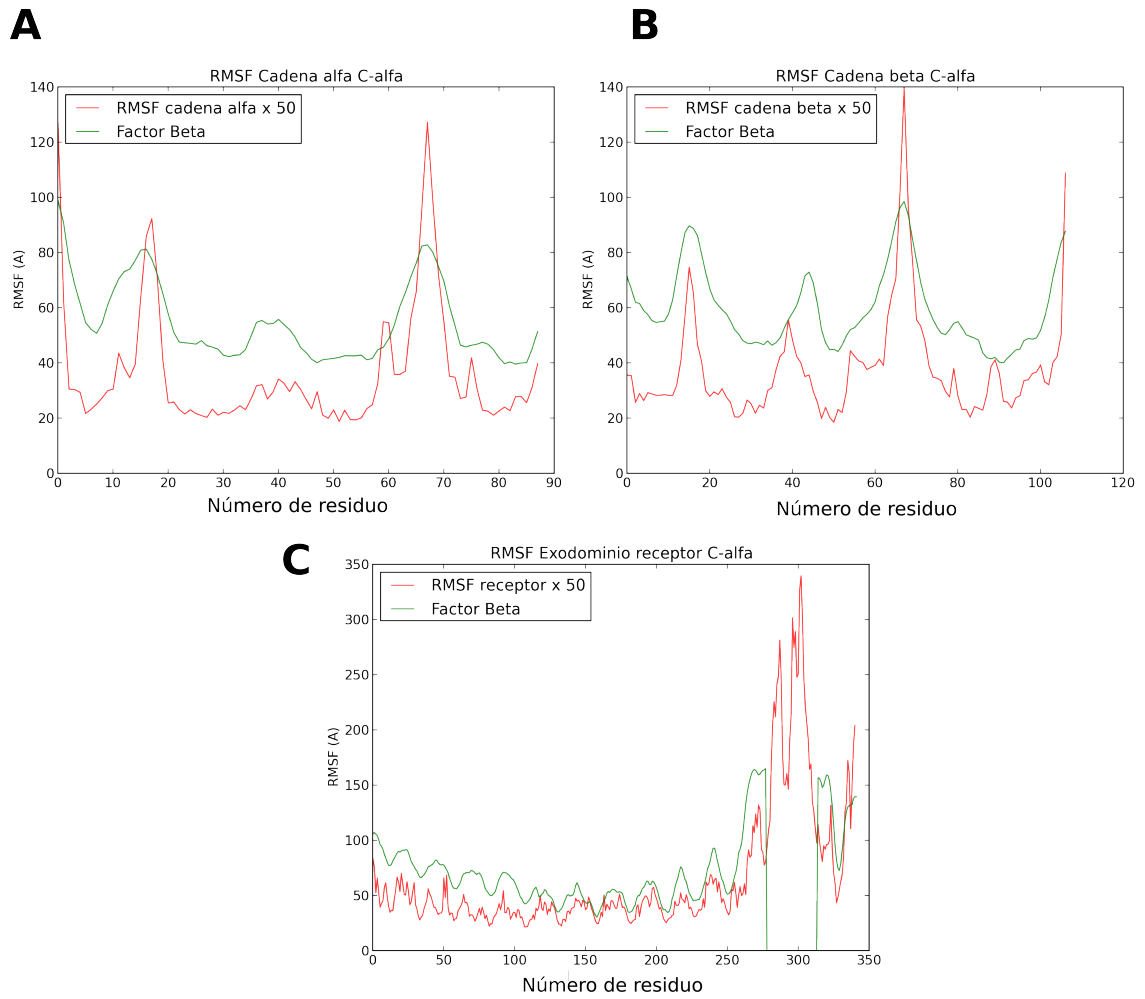 A
RMSF Cadena alfa C-alfa
RMSF cadena alfa x 50
Factor Beta
RMSF (A)
140
120
100
80
60
40
20
0
0 10 20 30 40 50 60 70 80 90
Número de residuo
B
RMSF Cadena beta C-alfa
RMSF cadena beta x 50
Factor Beta
RMSF (A)
140
120
100
80
60
40
20
0
0 20 40 60 80 100 120
Número de residuo
C
RMSF Exodominio receptor C-alfa
RMSF receptor x 50
Factor Beta
RMSF (A)
350
300
250
200
150
100
50
0
0 50 100 150 200 250 300 350
Número de residuo